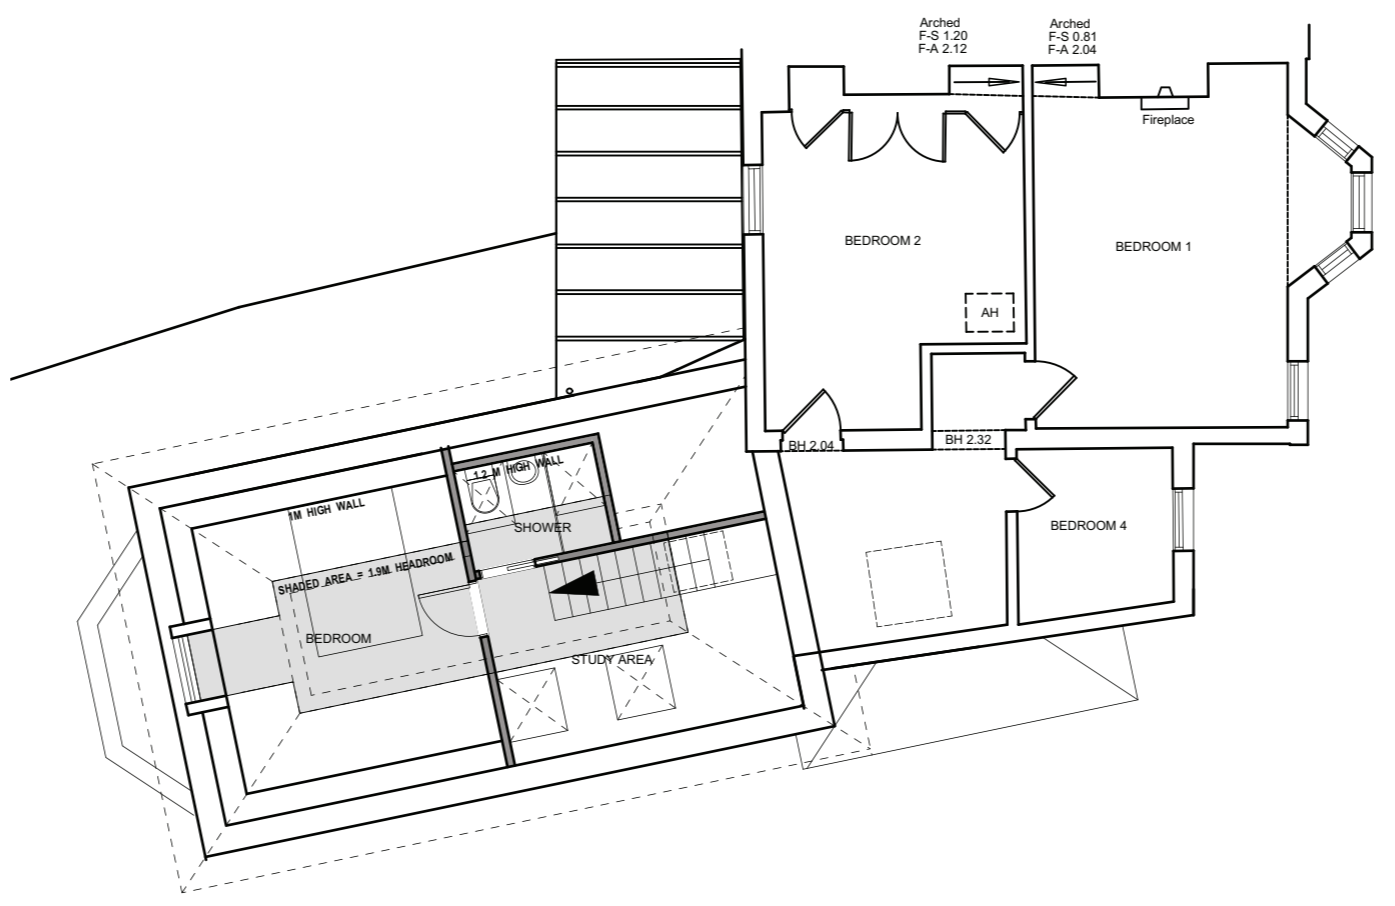 Arched
F-S 1.20
F-A 2.12
Arched
F-S 0.81
F-A 2.04
Fireplace
BEDROOM 2
BEDROOM 1
AH
BH 2.04
BH 2.32
1.2 M HIGH WALL
1M HIGH WALL
SHOWER
BEDROOM 4
SHADED AREA = 1.9M HEADROOM
BEDROOM
STUDY AREA